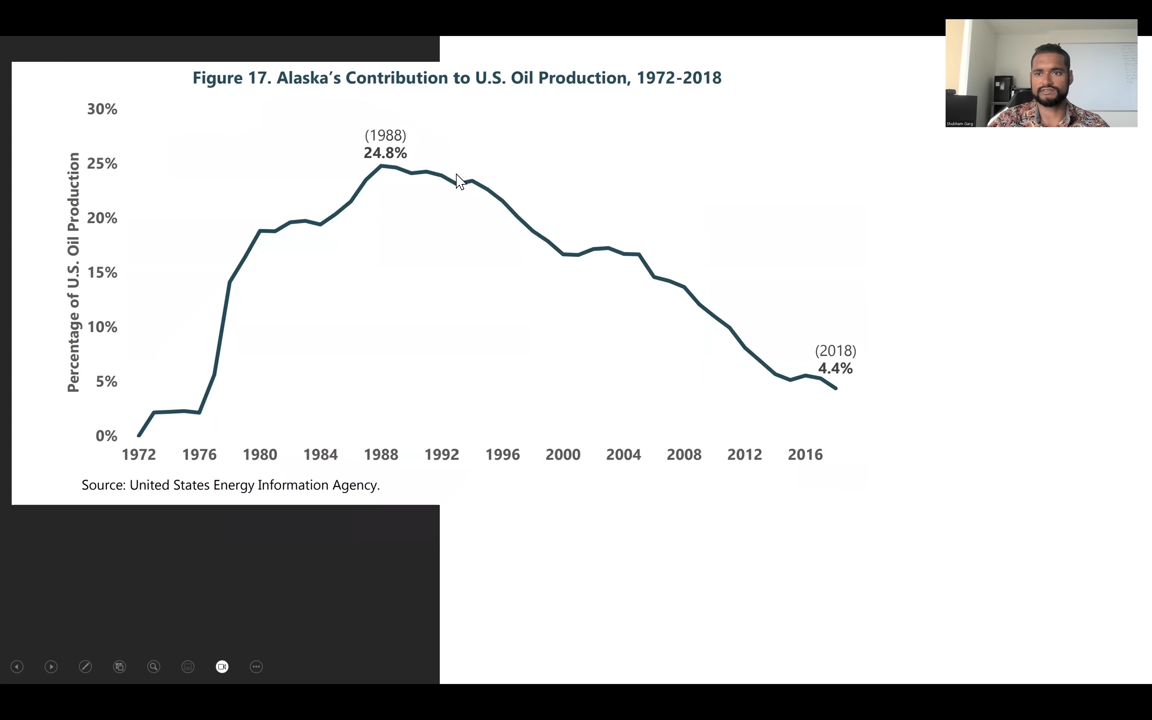 Figure 17. Alaska's Contribution to U.S. Oil Production, 1972-2018
Percentage of U.S. Oil Production
30%
25%
20%
15%
10%
5%
0%
(1988)
24.8%
(2018)
4.4%
1972 1976 1980 1984 1988 1992 1996 2000 2004 2008 2012 2016
Source: United States Energy Information Agency.
Shubham Garg